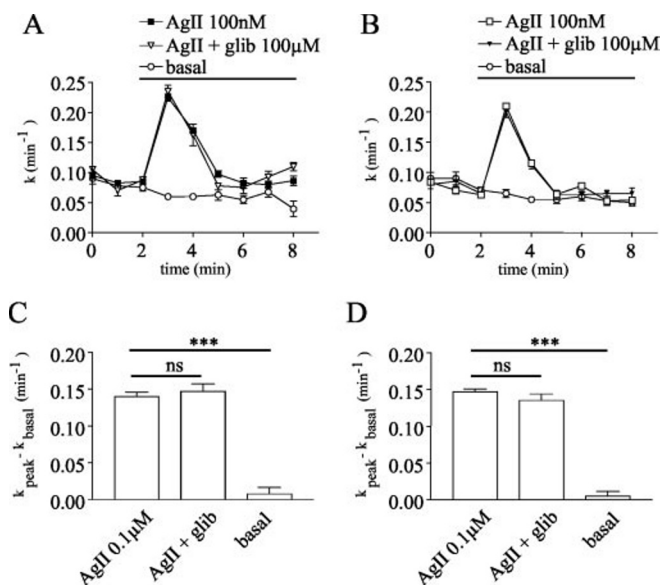 A
AgII 100nM
AgII + glib 100µM
basal
k (min⁻¹)
0.25
0.20
0.15
0.10
0.05
0.00
0 2 4 6 8
time (min)
B
AgII 100nM
AgII + glib 100µM
basal
k (min⁻¹)
0.25
0.20
0.15
0.10
0.05
0.00
0 2 4 6 8
time (min)
C
k peak - k basal (min⁻¹)
0.20
0.15
0.10
0.05
0.00
***
ns
AgII 0.1µM
AgII + glib
basal
D
k peak - k basal (min⁻¹)
0.20
0.15
0.10
0.05
0.00
***
ns
AgII 0.1µM
AgII + glib
basal